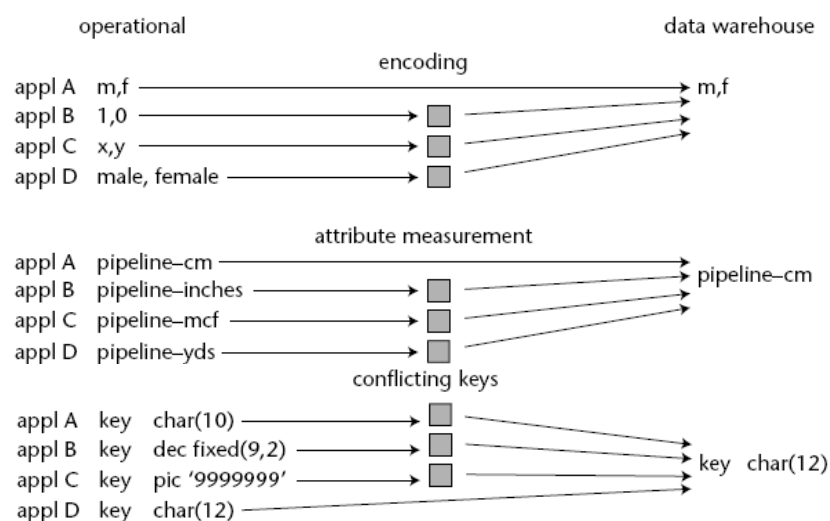 operational data warehouse
encoding
appl A m,f m,f
appl B 1,0
appl C x,y
appl D male, female
attribute measurement
appl A pipeline–cm
pipeline–cm
appl B pipeline–inches
appl C pipeline–mcf
appl D pipeline–yds
conflicting keys
appl A key char(10)
appl B key dec fixed(9,2)
key char(12)
appl C key pic ‘9999999’
appl D key char(12)